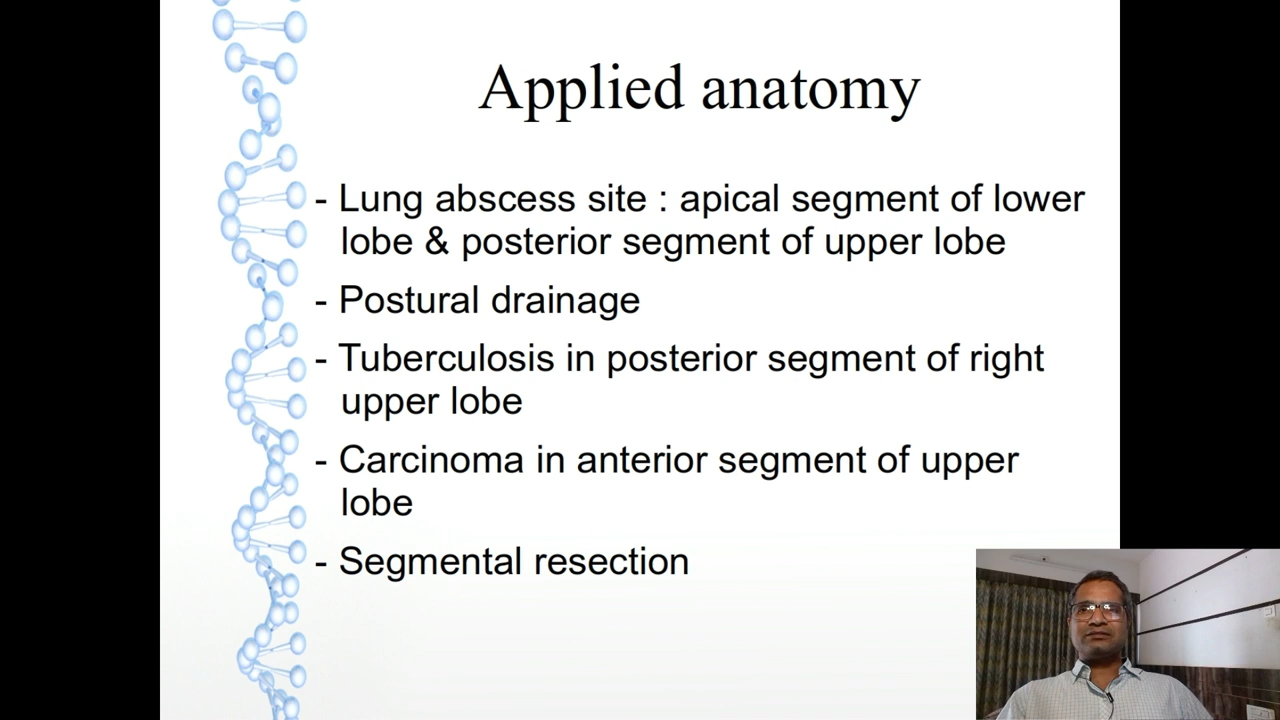 Applied anatomy
- Lung abscess site : apical segment of lower
lobe & posterior segment of upper lobe
- Postural drainage
- Tuberculosis in posterior segment of right
upper lobe
- Carcinoma in anterior segment of upper
lobe
- Segmental resection